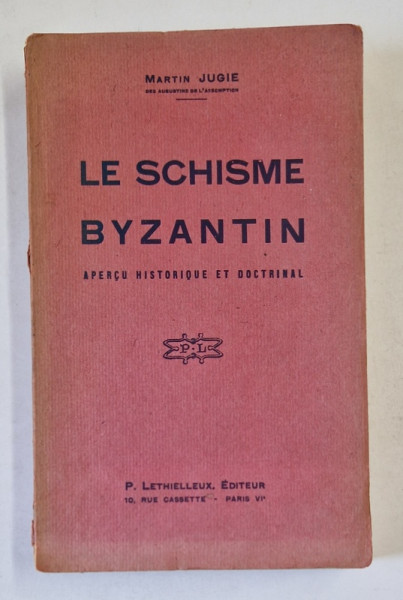 MARTIN JUGIE
DES AUGUSTINS DE L'ASSOMPTION
LE SCHISME
BYZANTIN
APERÇU HISTORIQUE ET DOCTRINAL
P.L
P. LETHIELLEUX, ÉDITEUR
10, RUE CASSETTE - PARIS VIe